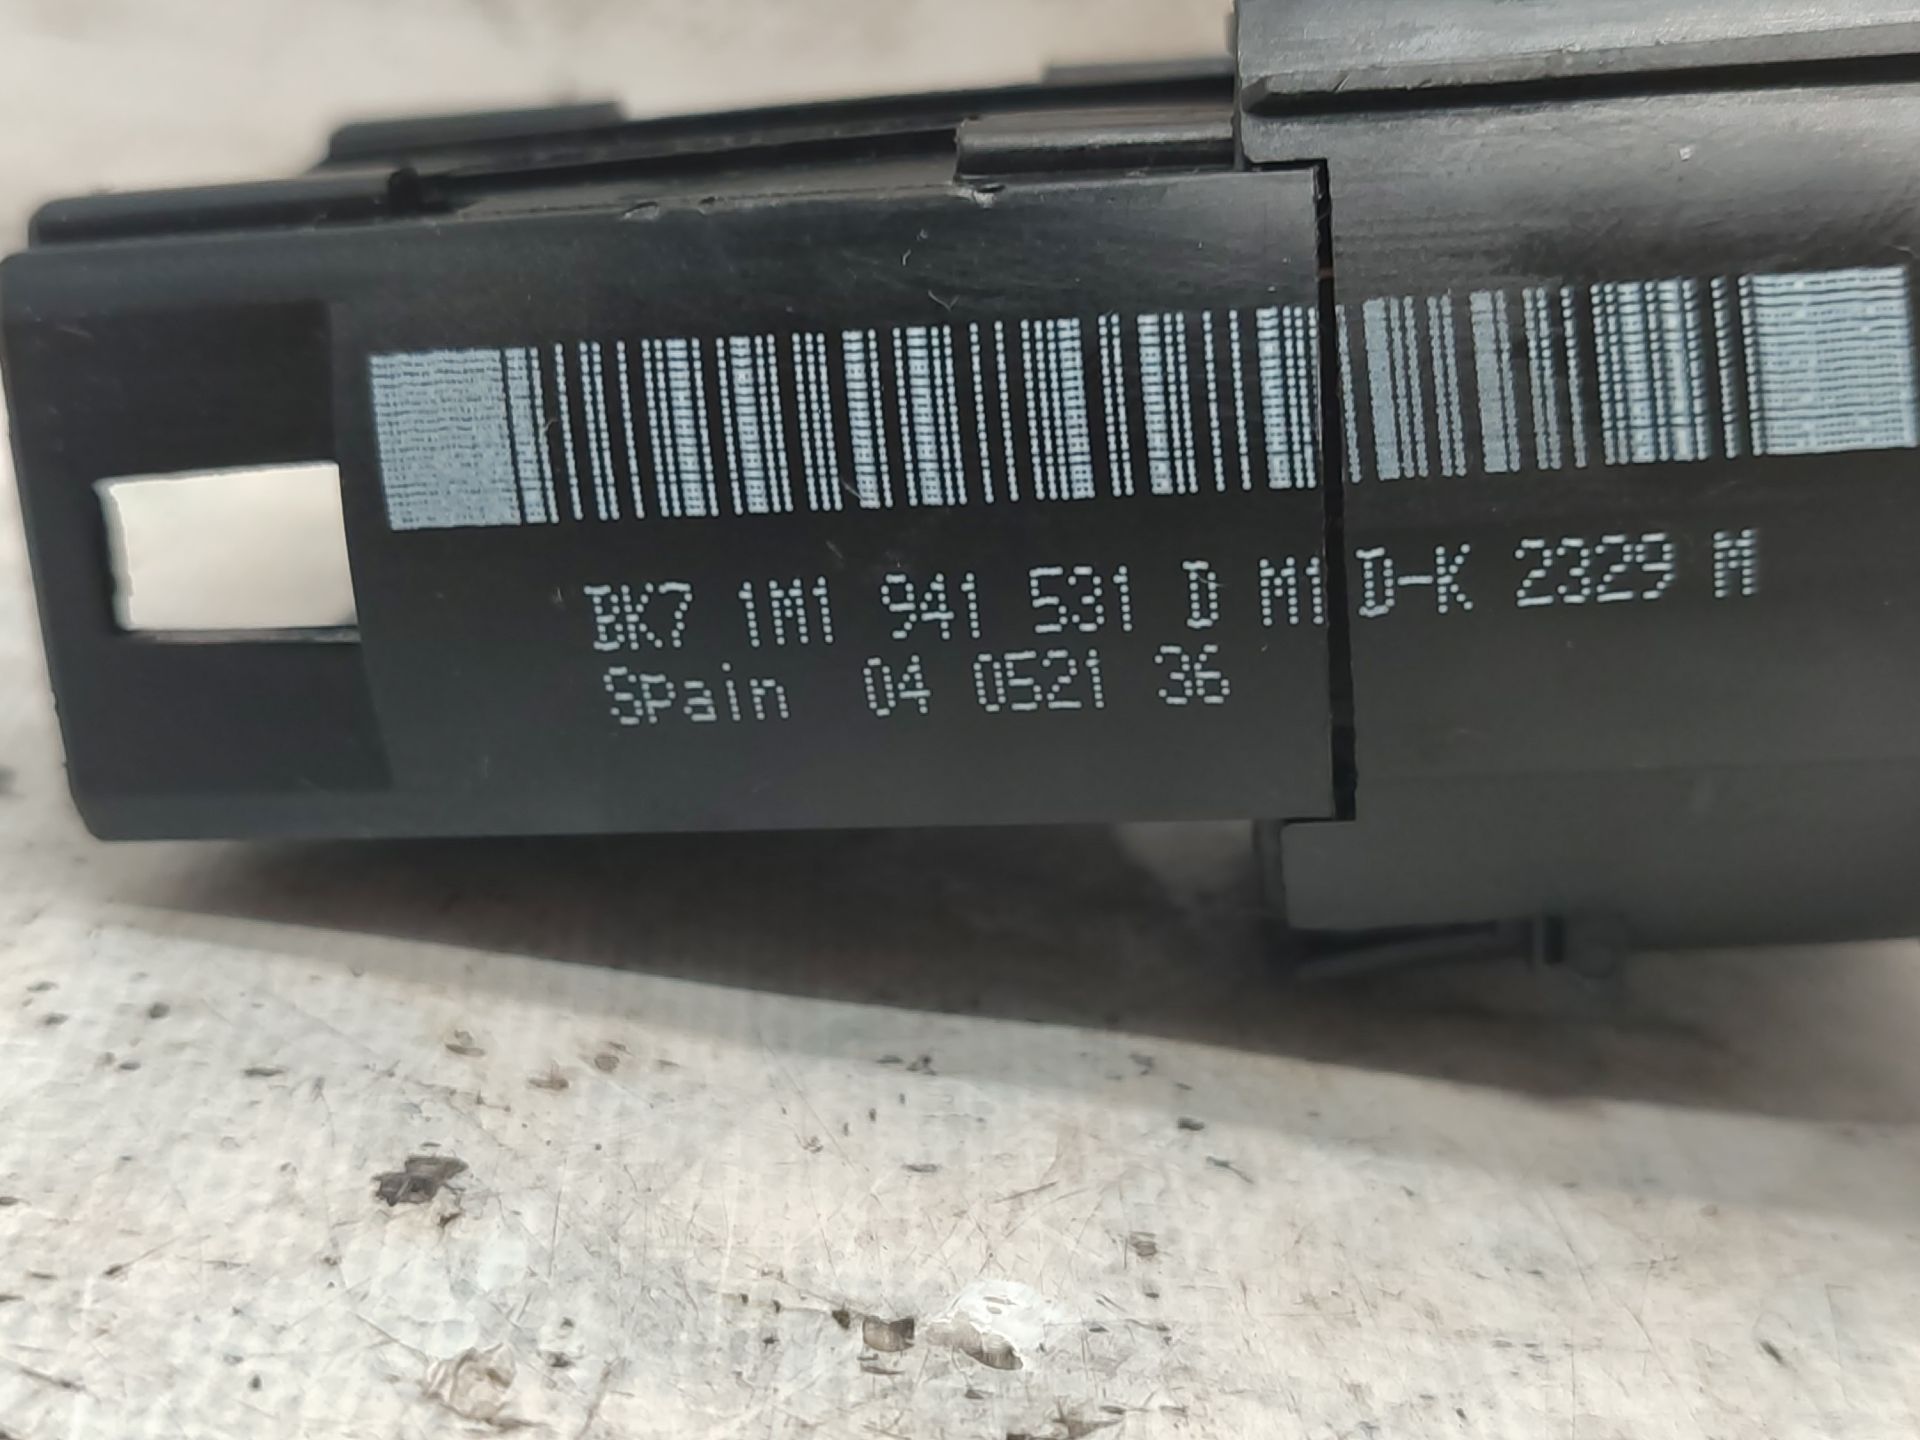 BK7 1M1 941 531 D M1 D-K 2329 M
Spain 04 0521 36